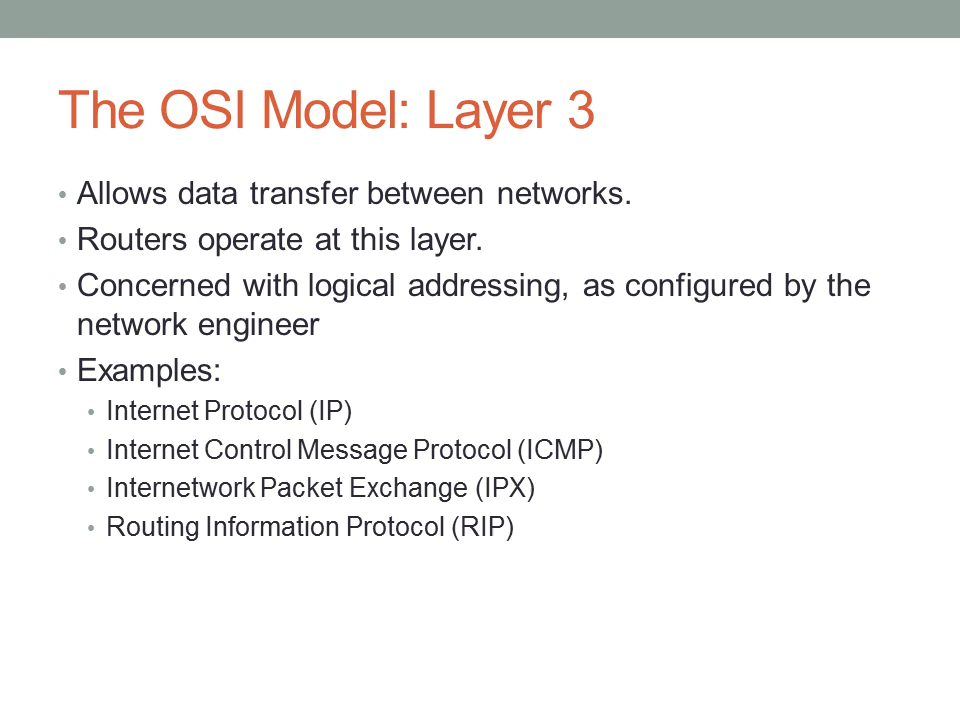 The OSI Model: Layer 3
• Allows data transfer between networks.
• Routers operate at this layer.
• Concerned with logical addressing, as configured by the
network engineer
• Examples:
• Internet Protocol (IP)
• Internet Control Message Protocol (ICMP)
• Internetwork Packet Exchange (IPX)
• Routing Information Protocol (RIP)